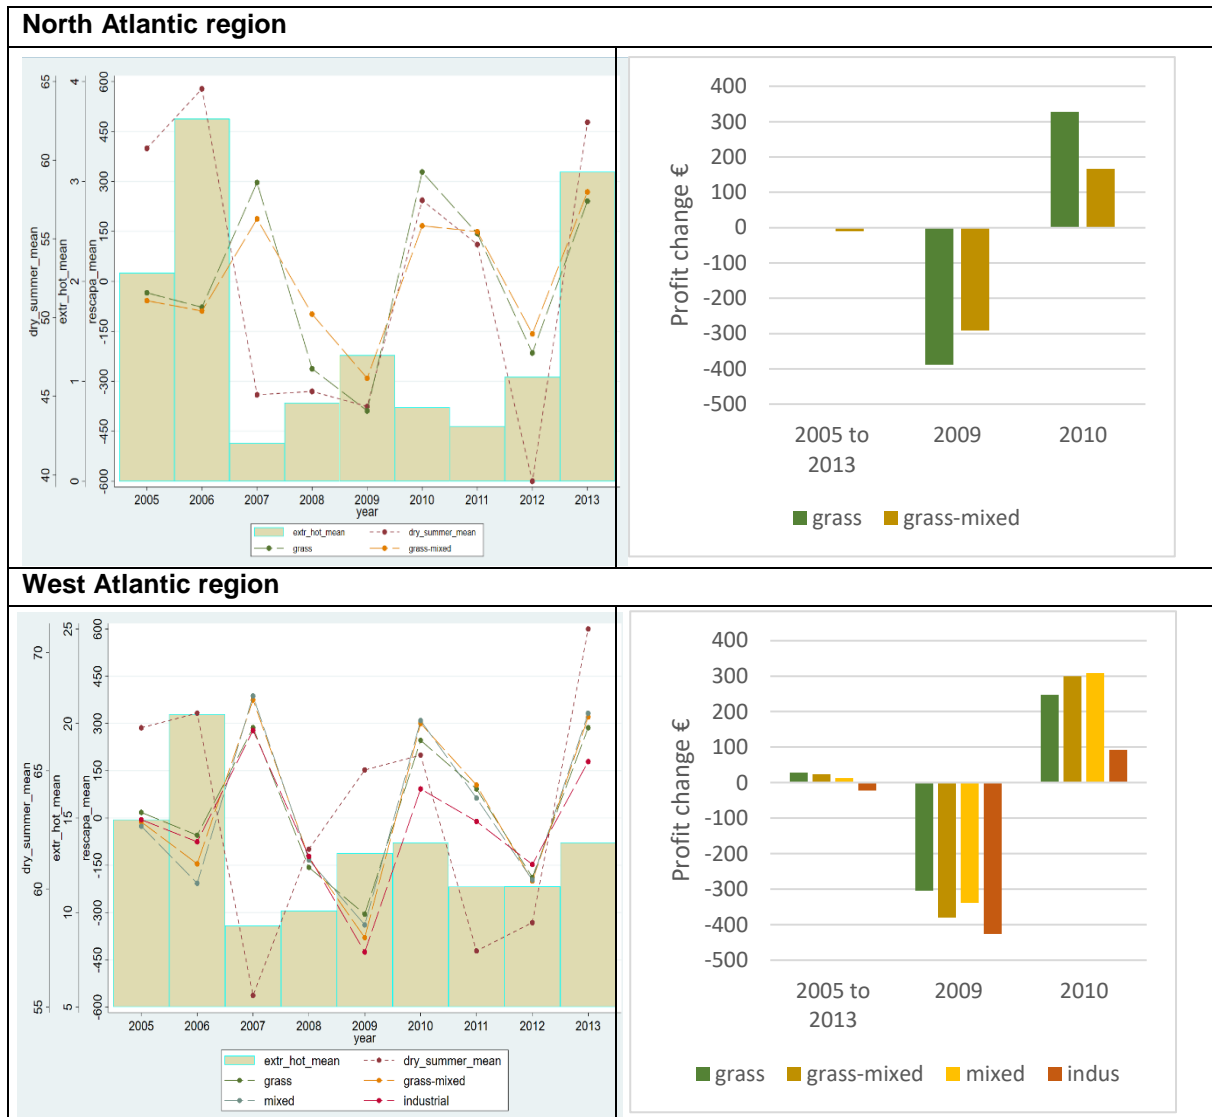 North Atlantic region
dry_summer_mean
40 45 50 55 60 65
extr_hot_mean
0 1 2 3 4
rescapa_mean
-600 -450 -300 -150 0 150 300 450 600
2005 2006 2007 2008 2009 2010 2011 2012 2013
year
extr_hot_mean dry_summer_mean
grass grass-mixed
Profit change €
400
300
200
100
0
-100
-200
-300
-400
-500
2005 to 2009 2010
2013
grass grass-mixed
West Atlantic region
dry_summer_mean
55 60 65 70
extr_hot_mean
5 10 15 20 25
rescapa_mean
-600 -450 -300 -150 0 150 300 450 600
2005 2006 2007 2008 2009 2010 2011 2012 2013
year
extr_hot_mean dry_summer_mean
grass grass-mixed
mixed industrial
Profit change €
400
300
200
100
0
-100
-200
-300
-400
-500
2005 to 2009 2010
2013
grass grass-mixed mixed indus